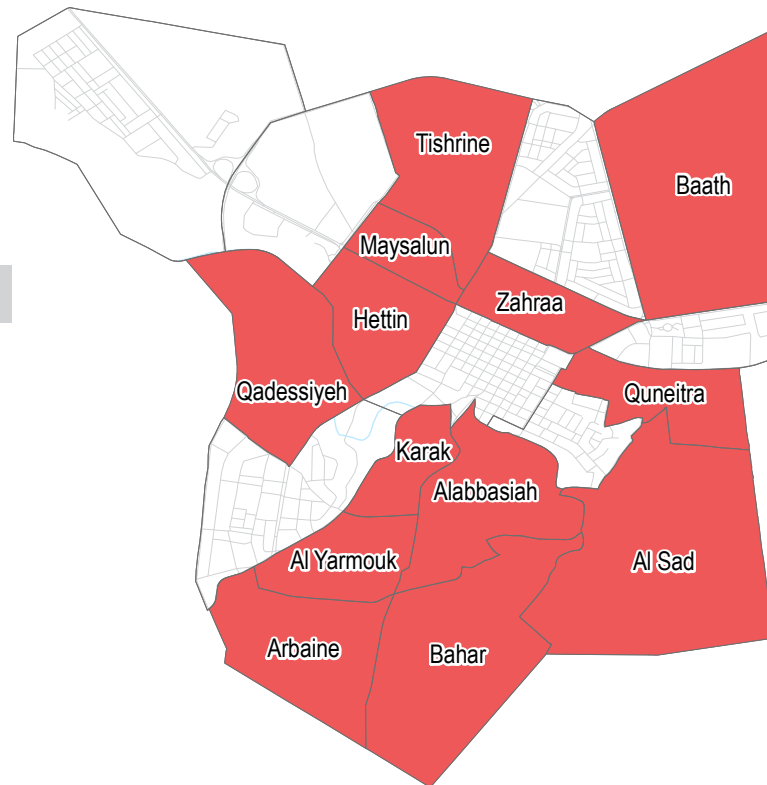 Tishrine
Baath
Maysalun
Zahraa
Hettin
Qadessiyeh
Quneitra
Karak
Alabbasiah
Al Yarmouk
Al Sad
Arbaine
Bahar